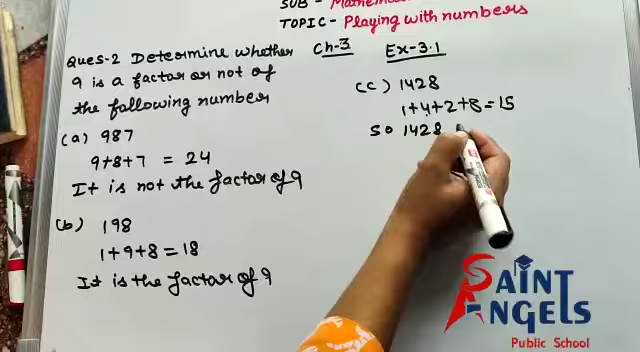 SUB - Mathema
TOPIC - Playing with numbers
Ch-3 Ex-3.1
Ques-2 Determine whether
9 is a factor or not of
the following number
(a) 987
9+8+7 = 24
It is not the factor of 9
(b) 198
1+9+8=18
It is the factor of 9
(c) 1428
1+4+2+8=15
So 1428
SAINT
ANGELS
Public School